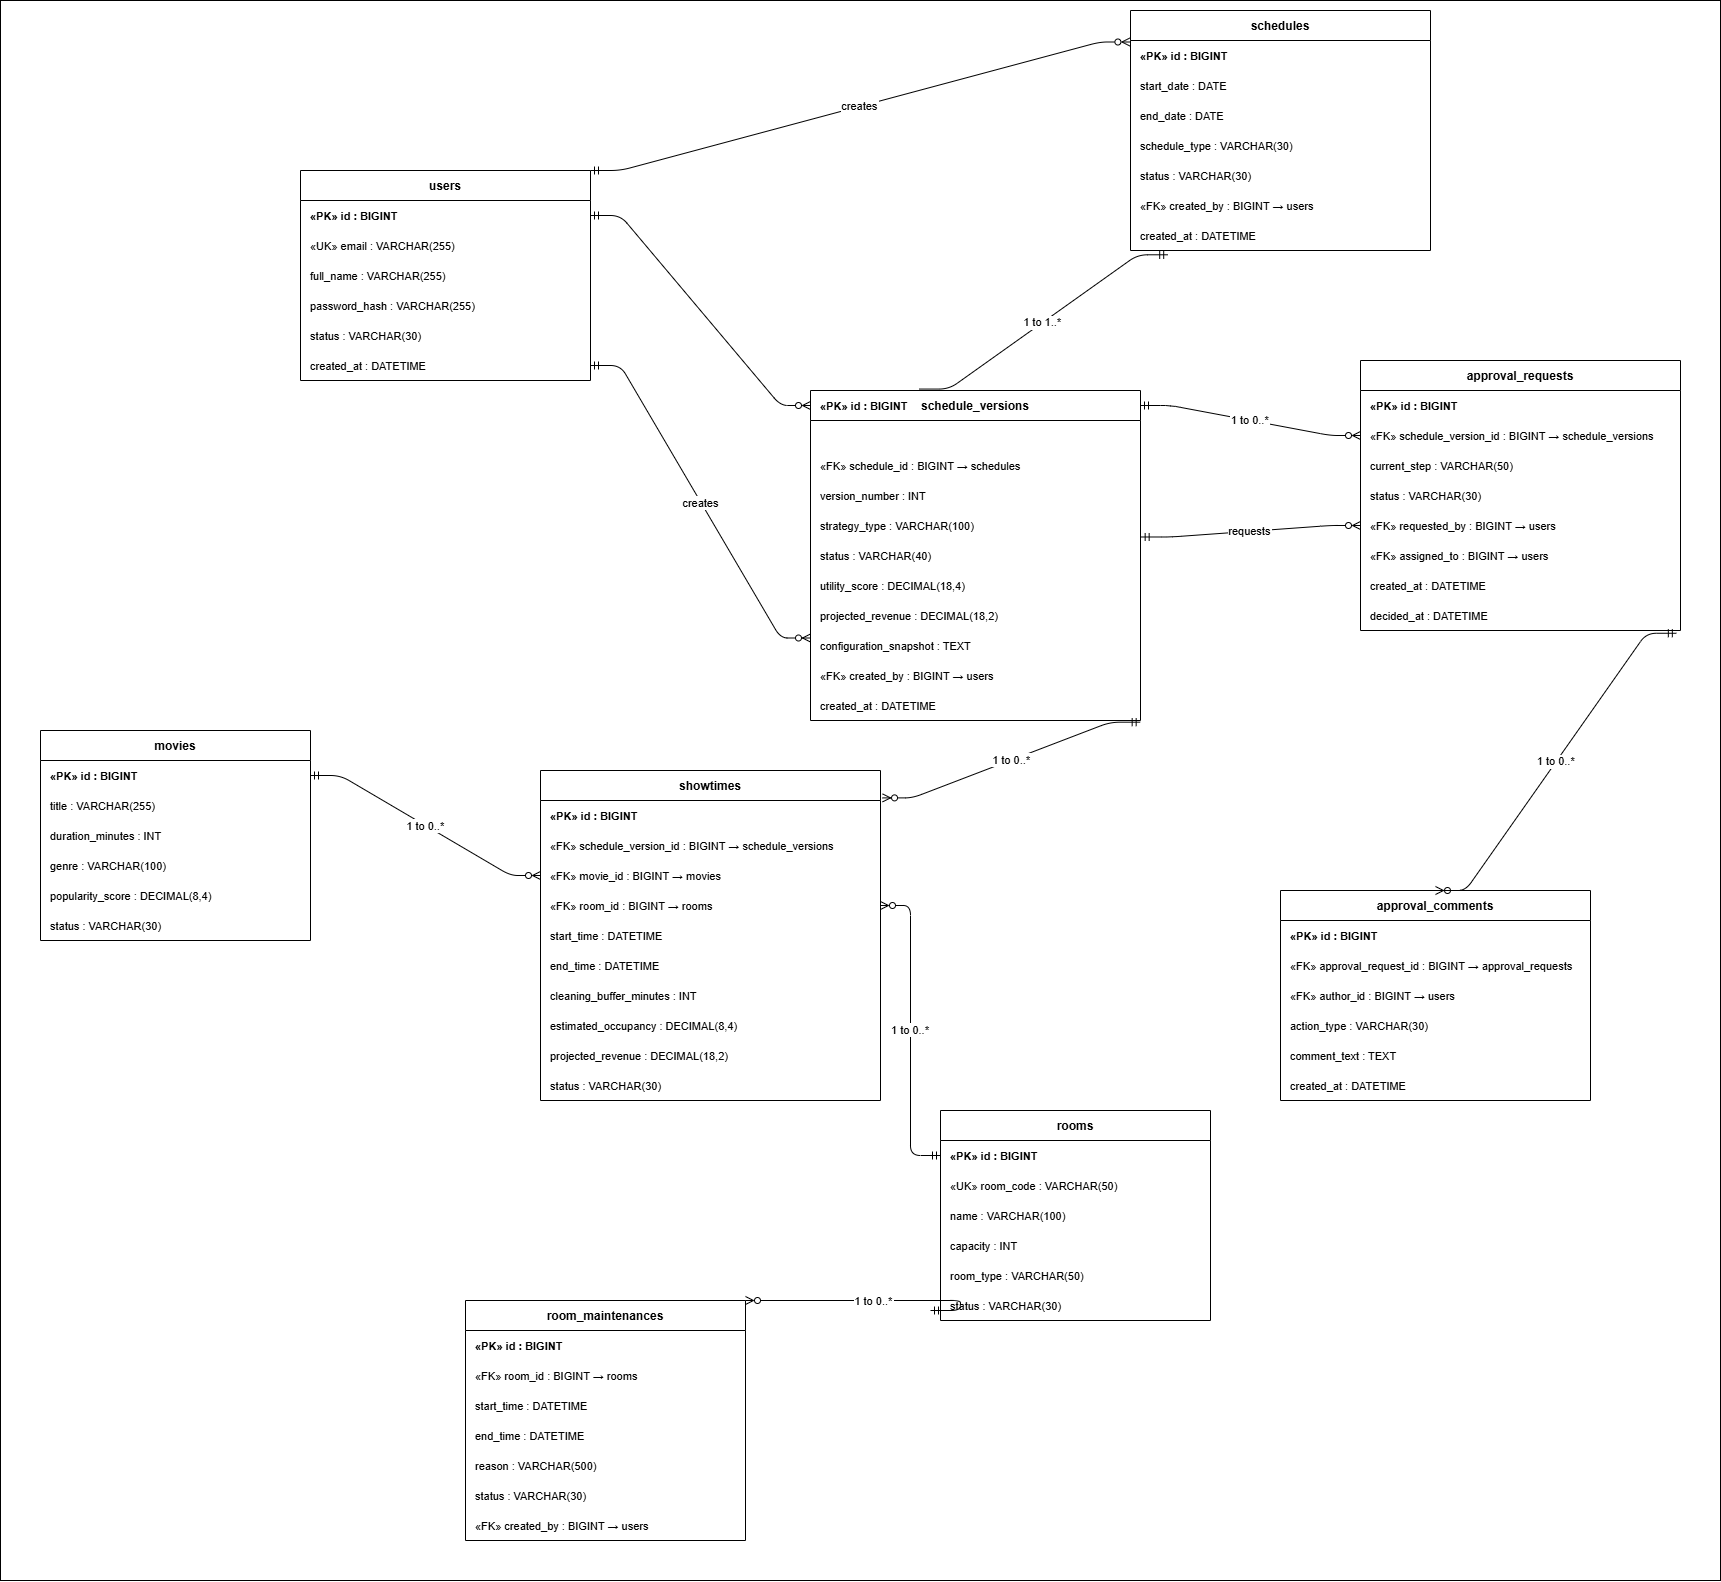 schedules
«PK» id : BIGINT
start_date : DATE
end_date : DATE
schedule_type : VARCHAR(30)
status : VARCHAR(30)
«FK» created_by : BIGINT → users
created_at : DATETIME
creates
users
«PK» id : BIGINT
«UK» email : VARCHAR(255)
full_name : VARCHAR(255)
password_hash : VARCHAR(255)
status : VARCHAR(30)
created_at : DATETIME
1 to 1..*
creates
schedule_versions
«PK» id : BIGINT
«FK» schedule_id : BIGINT → schedules
version_number : INT
strategy_type : VARCHAR(100)
status : VARCHAR(40)
utility_score : DECIMAL(18,4)
projected_revenue : DECIMAL(18,2)
configuration_snapshot : TEXT
«FK» created_by : BIGINT → users
created_at : DATETIME
1 to 0..*
requests
approval_requests
«PK» id : BIGINT
«FK» schedule_version_id : BIGINT → schedule_versions
current_step : VARCHAR(50)
status : VARCHAR(30)
«FK» requested_by : BIGINT → users
«FK» assigned_to : BIGINT → users
created_at : DATETIME
decided_at : DATETIME
1 to 0..*
movies
«PK» id : BIGINT
title : VARCHAR(255)
duration_minutes : INT
genre : VARCHAR(100)
popularity_score : DECIMAL(8,4)
status : VARCHAR(30)
1 to 0..*
1 to 0..*
showtimes
«PK» id : BIGINT
«FK» schedule_version_id : BIGINT → schedule_versions
«FK» movie_id : BIGINT → movies
«FK» room_id : BIGINT → rooms
start_time : DATETIME
end_time : DATETIME
cleaning_buffer_minutes : INT
estimated_occupancy : DECIMAL(8,4)
projected_revenue : DECIMAL(18,2)
status : VARCHAR(30)
1 to 0..*
approval_comments
«PK» id : BIGINT
«FK» approval_request_id : BIGINT → approval_requests
«FK» author_id : BIGINT → users
action_type : VARCHAR(30)
comment_text : TEXT
created_at : DATETIME
rooms
«PK» id : BIGINT
«UK» room_code : VARCHAR(50)
name : VARCHAR(100)
capacity : INT
room_type : VARCHAR(50)
status : VARCHAR(30)
1 to 0..*
room_maintenances
«PK» id : BIGINT
«FK» room_id : BIGINT → rooms
start_time : DATETIME
end_time : DATETIME
reason : VARCHAR(500)
status : VARCHAR(30)
«FK» created_by : BIGINT → users